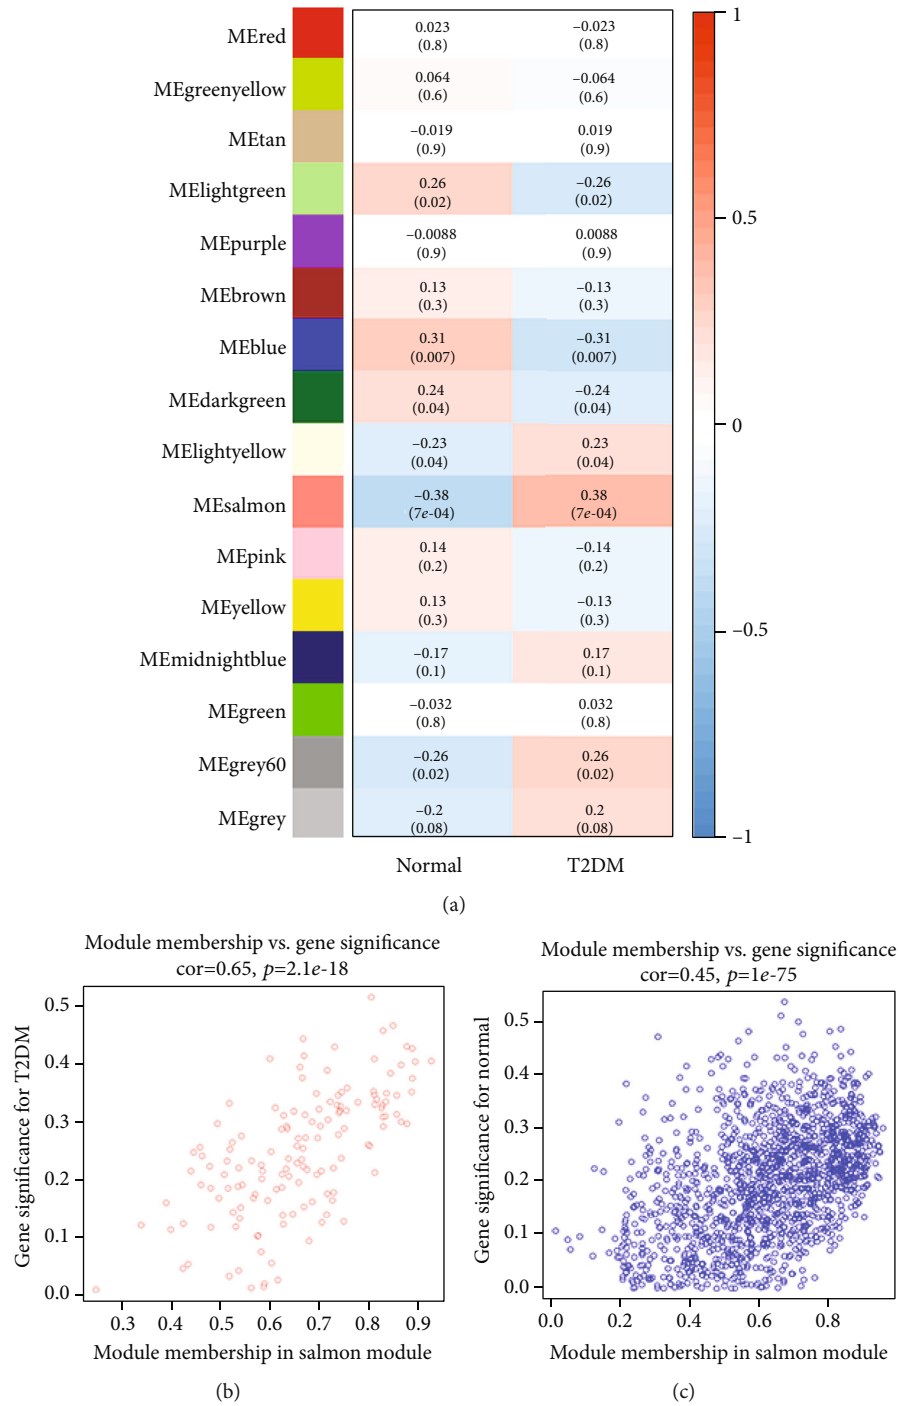 MEred 0.023 −0.023
(0.8) (0.8)
MEgreenyellow 0.064 −0.064
(0.6) (0.6)
MEtan −0.019 0.019
(0.9) (0.9)
MElightgreen 0.26 −0.26
(0.02) (0.02)
MEpurple −0.0088 0.0088
(0.9) (0.9)
MEbrown 0.13 −0.13
(0.3) (0.3)
MEblue 0.31 −0.31
(0.007) (0.007)
MEdarkgreen 0.24 −0.24
(0.04) (0.04)
MElightyellow −0.23 0.23
(0.04) (0.04)
MEsalmon −0.38 0.38
(7e-04) (7e-04)
MEpink 0.14 −0.14
(0.2) (0.2)
MEyellow 0.13 −0.13
(0.3) (0.3)
MEmidnightblue −0.17 0.17
(0.1) (0.1)
MEgreen −0.032 0.032
(0.8) (0.8)
MEgrey60 −0.26 0.26
(0.02) (0.02)
MEgrey −0.2 0.2
(0.08) (0.08)
Normal T2DM
1
0.5
0
−0.5
−1
(a)
Module membership vs. gene significance
cor=0.65, p=2.1e-18
Gene significance for T2DM
0.5
0.4
0.3
0.2
0.1
0.0
0.3 0.4 0.5 0.6 0.7 0.8 0.9
Module membership in salmon module
(b)
Module membership vs. gene significance
cor=0.45, p=1e-75
Gene significance for normal
0.5
0.4
0.3
0.2
0.1
0.0
0.0 0.2 0.4 0.6 0.8
Module membership in salmon module
(c)